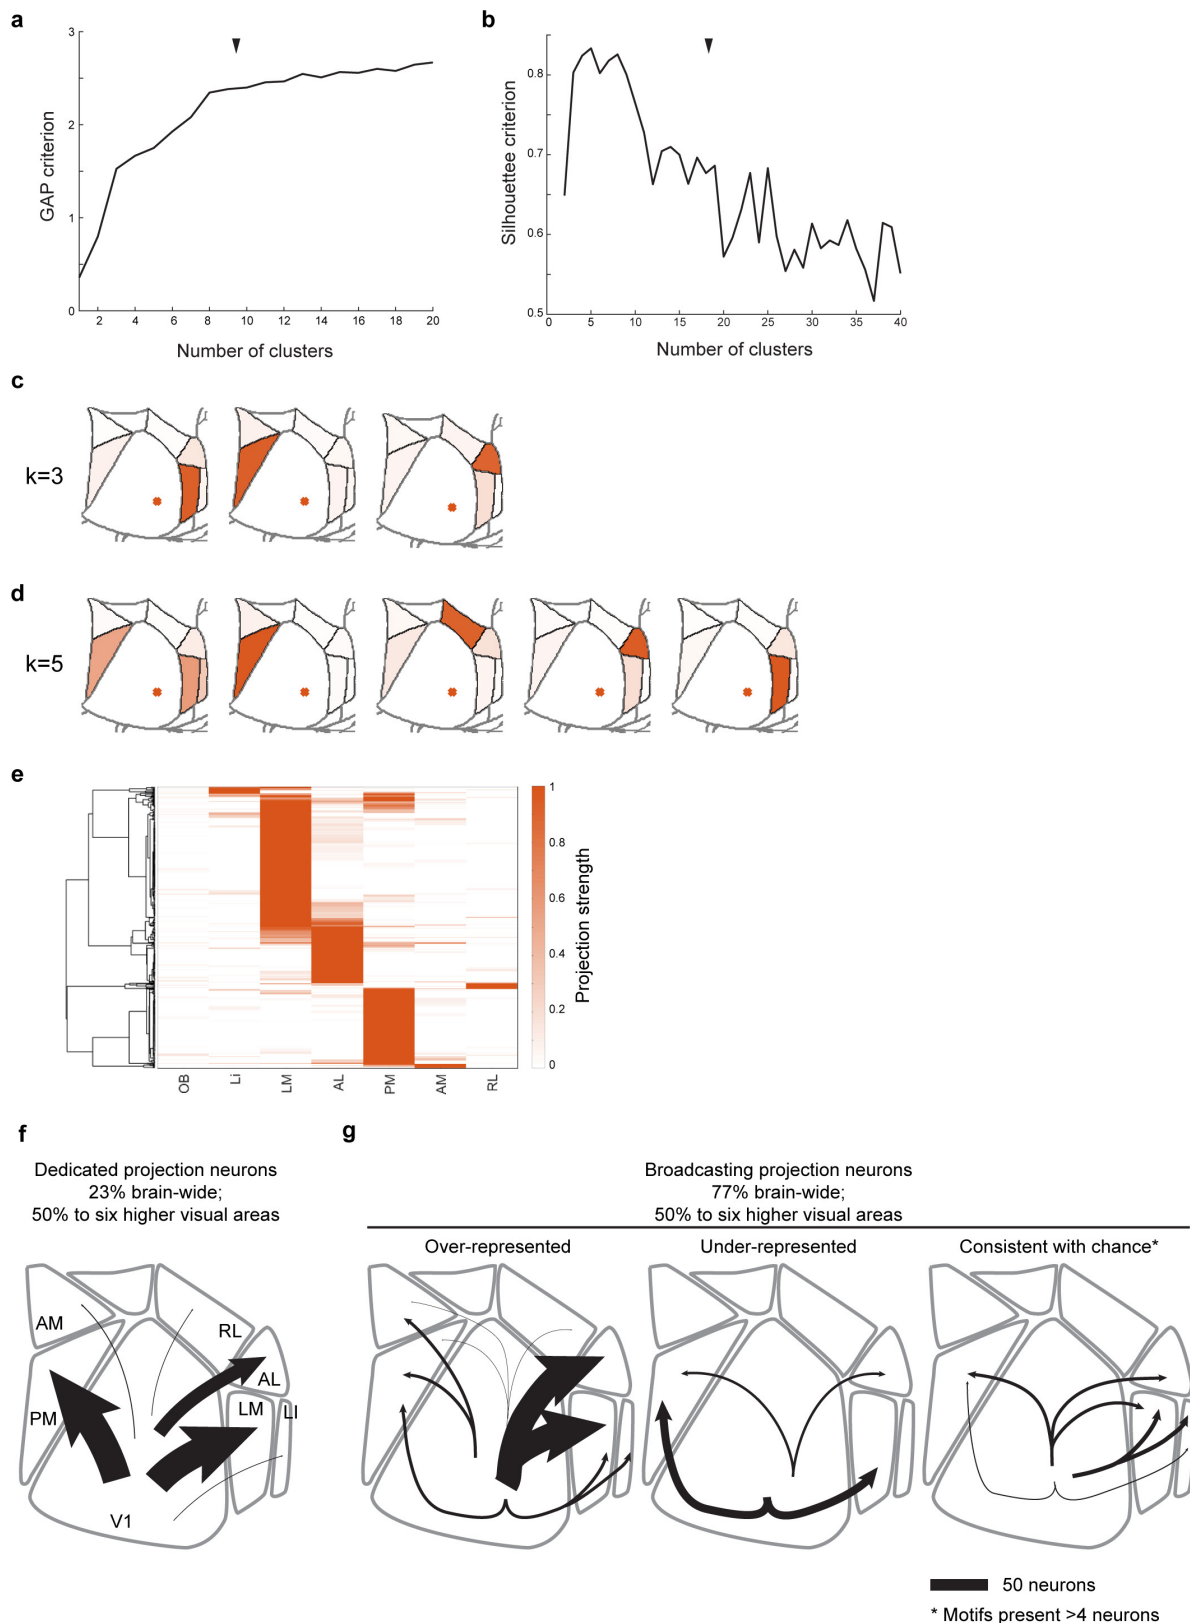 a
3
2
1
0
GAP criterion
2 4 6 8 10 12 14 16 18 20
Number of clusters
b
0.8
0.7
0.6
0.5
Silhouettee criterion
0 5 10 15 20 25 30 35 40
Number of clusters
c
k=3
d
k=5
e
OB Li LM AL PM AM RL
1
0.8
0.6
0.4
0.2
0
Projection strength
f
Dedicated projection neurons
23% brain-wide;
50% to six higher visual areas
AM
RL
AL
PM
LM
LI
V1
g
Broadcasting projection neurons
77% brain-wide;
50% to six higher visual areas
Over-represented
Under-represented
Consistent with chance*
50 neurons
* Motifs present >4 neurons